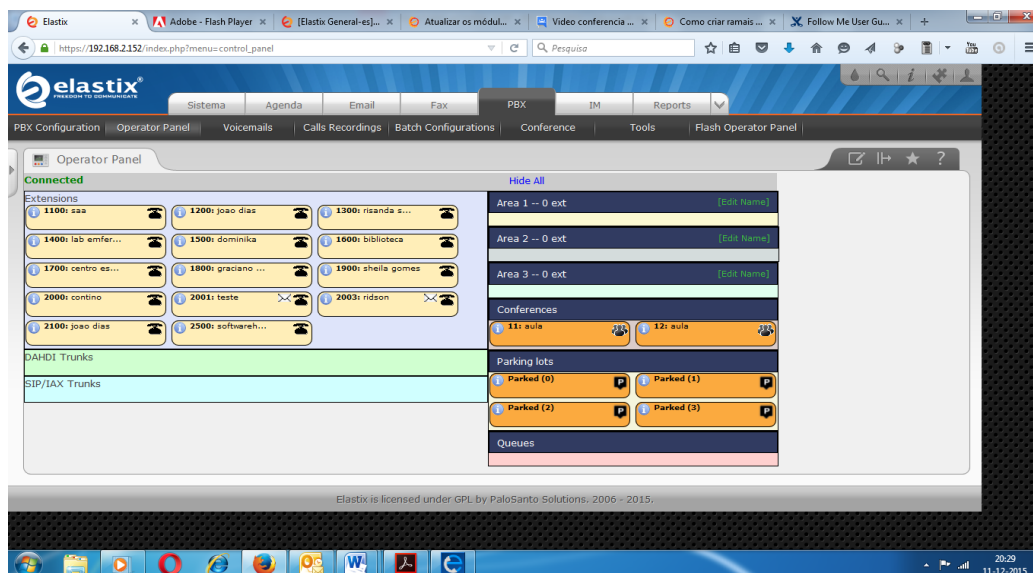 Elastix
Adobe - Flash Player
[Elastix General-es]...
Atualizar os módul...
Video conferencia ...
Como criar ramais ...
Follow Me User Gu...
https://192.168.2.152/index.php?menu=control_panel
Pesquisa
elastix®
FREEDOM TO COMMUNICATE
Sistema
Agenda
Email
Fax
PBX
IM
Reports
PBX Configuration
Operator Panel
Voicemails
Calls Recordings
Batch Configurations
Conference
Tools
Flash Operator Panel
Operator Panel
Connected
Hide All
Extensions
1100: saa
1200: joao dias
1300: risanda s...
1400: lab emfer...
1500: dominika
1600: biblioteca
1700: centro es...
1800: graciano ...
1900: sheila gomes
2000: contino
2001: teste
2003: ridson
2100: joao dias
2500: softwareh...
DAHDI Trunks
SIP/IAX Trunks
Area 1 -- 0 ext
[Edit Name]
Area 2 -- 0 ext
[Edit Name]
Area 3 -- 0 ext
[Edit Name]
Conferences
11: aula
12: aula
Parking lots
Parked (0)
Parked (1)
Parked (2)
Parked (3)
Queues
Elastix is licensed under GPL by PaloSanto Solutions. 2006 - 2015.
20:29
11-12-2015